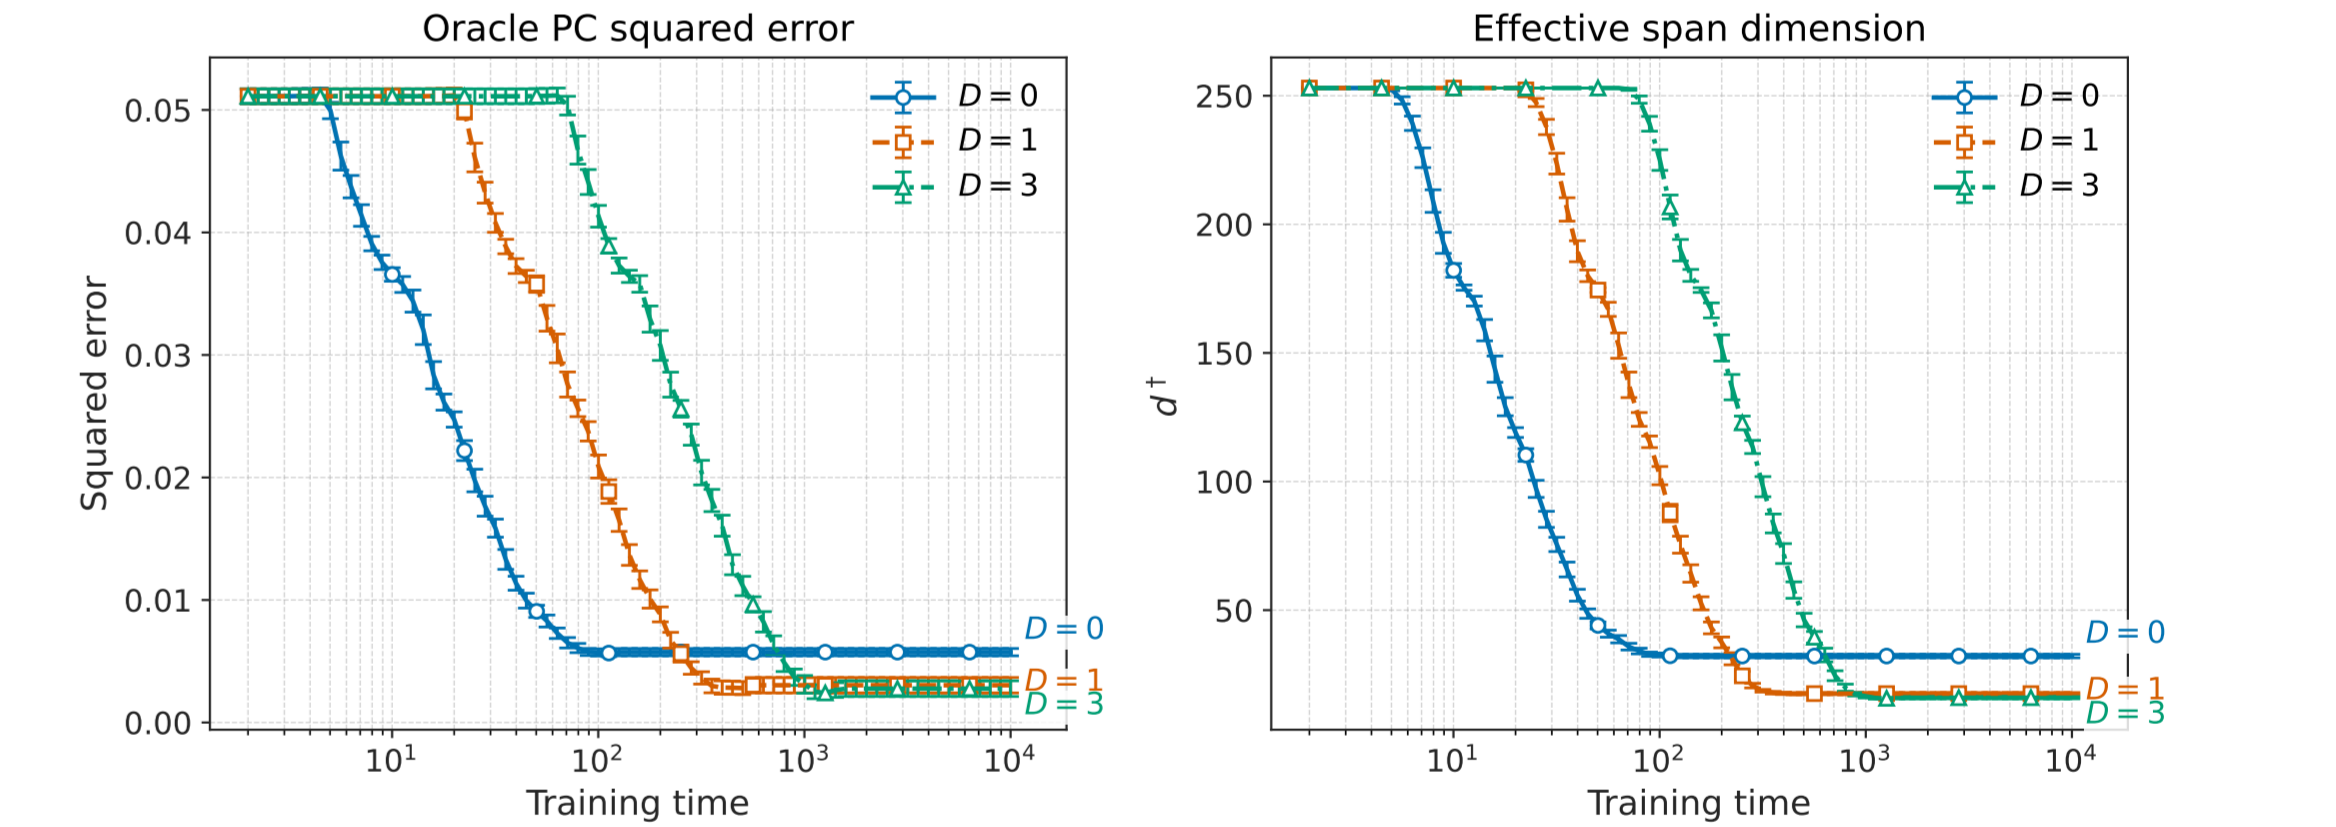 Oracle PC squared error
Squared error
0.05
0.04
0.03
0.02
0.01
0.00
10¹ 10² 10³ 10⁴
Training time
D = 0
D = 1
D = 3
D = 0
D = 1
D = 3
Effective span dimension
d†
250
200
150
100
50
10¹ 10² 10³ 10⁴
Training time
D = 0
D = 1
D = 3
D = 0
D = 1
D = 3